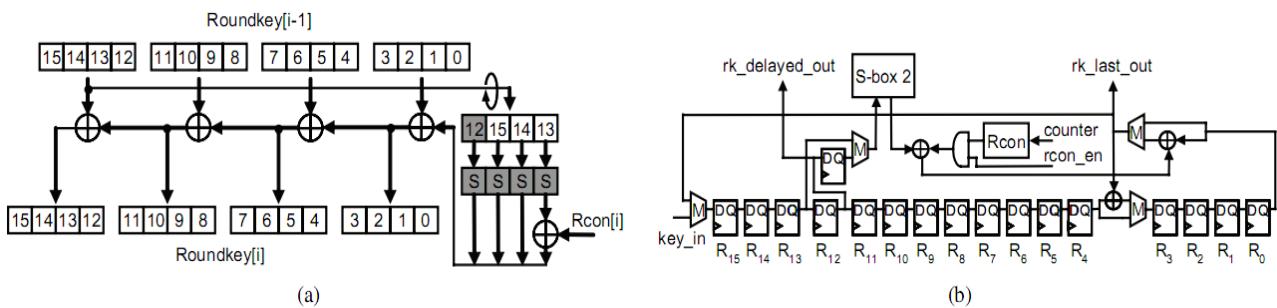 Roundkey[i-1]
15 14 13 12 11 10 9 8 7 6 5 4 3 2 1 0
12 15 14 13
S S S S
Rcon[i]
15 14 13 12 11 10 9 8 7 6 5 4 3 2 1 0
Roundkey[i]
(a)
rk_delayed_out
S-box 2
rk_last_out
M
Rcon
counter
rcon_en
DQ
M
M
key_in
M
DQ DQ DQ DQ DQ DQ DQ DQ DQ DQ DQ DQ DQ DQ DQ DQ
R15 R14 R13 R12 R11 R10 R9 R8 R7 R6 R5 R4 R3 R2 R1 R0
(b)